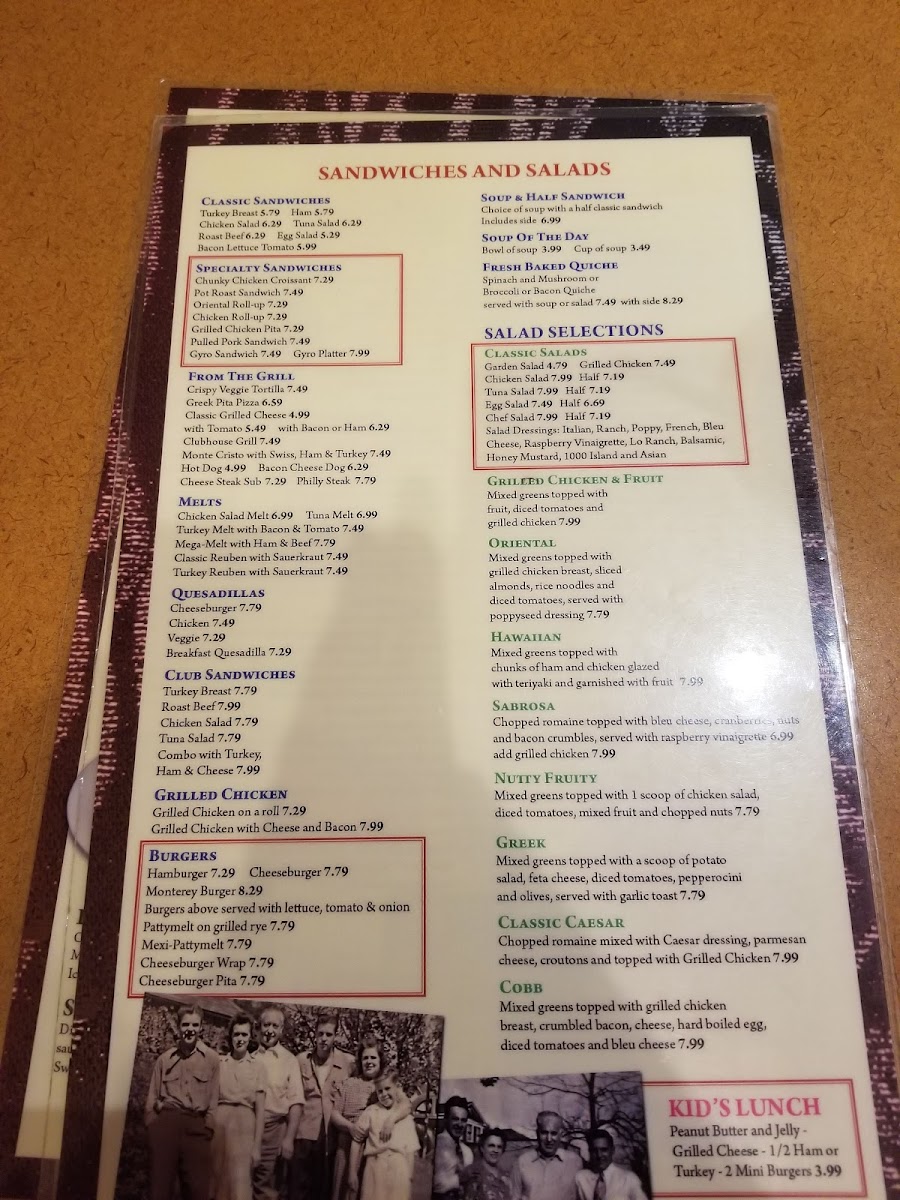 SANDWICHES AND SALADS
CLASSIC SANDWICHES
Turkey Breast 5.79 Ham 5.79
Chicken Salad 6.29 Tuna Salad 6.29
Roast Beef 6.29 Egg Salad 5.29
Bacon Lettuce Tomato 5.99
SPECIALTY SANDWICHES
Chunky Chicken Croissant 7.29
Pot Roast Sandwich 7.49
Oriental Roll-up 7.29
Chicken Roll-up 7.29
Grilled Chicken Pita 7.29
Pulled Pork Sandwich 7.49
Gyro Sandwich 7.49 Gyro Platter 7.99
FROM THE GRILL
Crispy Veggie Tortilla 7.49
Greek Pita Pizza 6.59
Classic Grilled Cheese 4.99
with Tomato 5.49 with Bacon or Ham 6.29
Clubhouse Grill 7.49
Monte Cristo with Swiss, Ham & Turkey 7.49
Hot Dog 4.99 Bacon Cheese Dog 6.29
Cheese Steak Sub 7.29 Philly Steak 7.79
MELTS
Chicken Salad Melt 6.99 Tuna Melt 6.99
Turkey Melt with Bacon & Tomato 7.49
Mega-Melt with Ham & Beef 7.79
Classic Reuben with Sauerkraut 7.49
Turkey Reuben with Sauerkraut 7.49
QUESADILLAS
Cheeseburger 7.79
Chicken 7.49
Veggie 7.29
Breakfast Quesadilla 7.29
CLUB SANDWICHES
Turkey Breast 7.79
Roast Beef 7.99
Chicken Salad 7.79
Tuna Salad 7.79
Combo with Turkey,
Ham & Cheese 7.99
GRILLED CHICKEN
Grilled Chicken on a roll 7.29
Grilled Chicken with Cheese and Bacon 7.99
BURGERS
Hamburger 7.29 Cheeseburger 7.79
Monterey Burger 8.29
Burgers above served with lettuce, tomato & onion
Pattymelt on grilled rye 7.79
Mexi-Pattymelt 7.79
Cheeseburger Wrap 7.79
Cheeseburger Pita 7.79
SOUP & HALF SANDWICH
Choice of soup with a half classic sandwich
Includes side 6.99
SOUP OF THE DAY
Bowl of soup 3.99 Cup of soup 3.49
FRESH BAKED QUICHE
Spinach and Mushroom or
Broccoli or Bacon Quiche
served with soup or salad 7.49 with side 8.29
SALAD SELECTIONS
CLASSIC SALADS
Garden Salad 4.79 Grilled Chicken 7.49
Chicken Salad 7.99 Half 7.19
Tuna Salad 7.99 Half 7.19
Egg Salad 7.49 Half 6.69
Chef Salad 7.99 Half 7.19
Salad Dressings: Italian, Ranch, Poppy, French, Bleu
Cheese, Raspberry Vinaigrette, Lo Ranch, Balsamic,
Honey Mustard, 1000 Island and Asian
GRILLED CHICKEN & FRUIT
Mixed greens topped with
fruit, diced tomatoes and
grilled chicken 7.99
ORIENTAL
Mixed greens topped with
grilled chicken breast, sliced
almonds, rice noodles and
diced tomatoes, served with
poppyseed dressing 7.79
HAWAIIAN
Mixed greens topped with
chunks of ham and chicken glazed
with teriyaki and garnished with fruit 7.99
SABROSA
Chopped romaine topped with bleu cheese, cranberries, nuts
and bacon crumbles, served with raspberry vinaigrette 6.99
add grilled chicken 7.99
NUTTY FRUITY
Mixed greens topped with 1 scoop of chicken salad,
diced tomatoes, mixed fruit and chopped nuts 7.79
GREEK
Mixed greens topped with a scoop of potato
salad, feta cheese, diced tomatoes, pepperocini
and olives, served with garlic toast 7.79
CLASSIC CAESAR
Chopped romaine mixed with Caesar dressing, parmesan
cheese, croutons and topped with Grilled Chicken 7.99
COBB
Mixed greens topped with grilled chicken
breast, crumbled bacon, cheese, hard boiled egg,
diced tomatoes and bleu cheese 7.99
KID'S LUNCH
Peanut Butter and Jelly -
Grilled Cheese - 1/2 Ham or
Turkey - 2 Mini Burgers 3.99